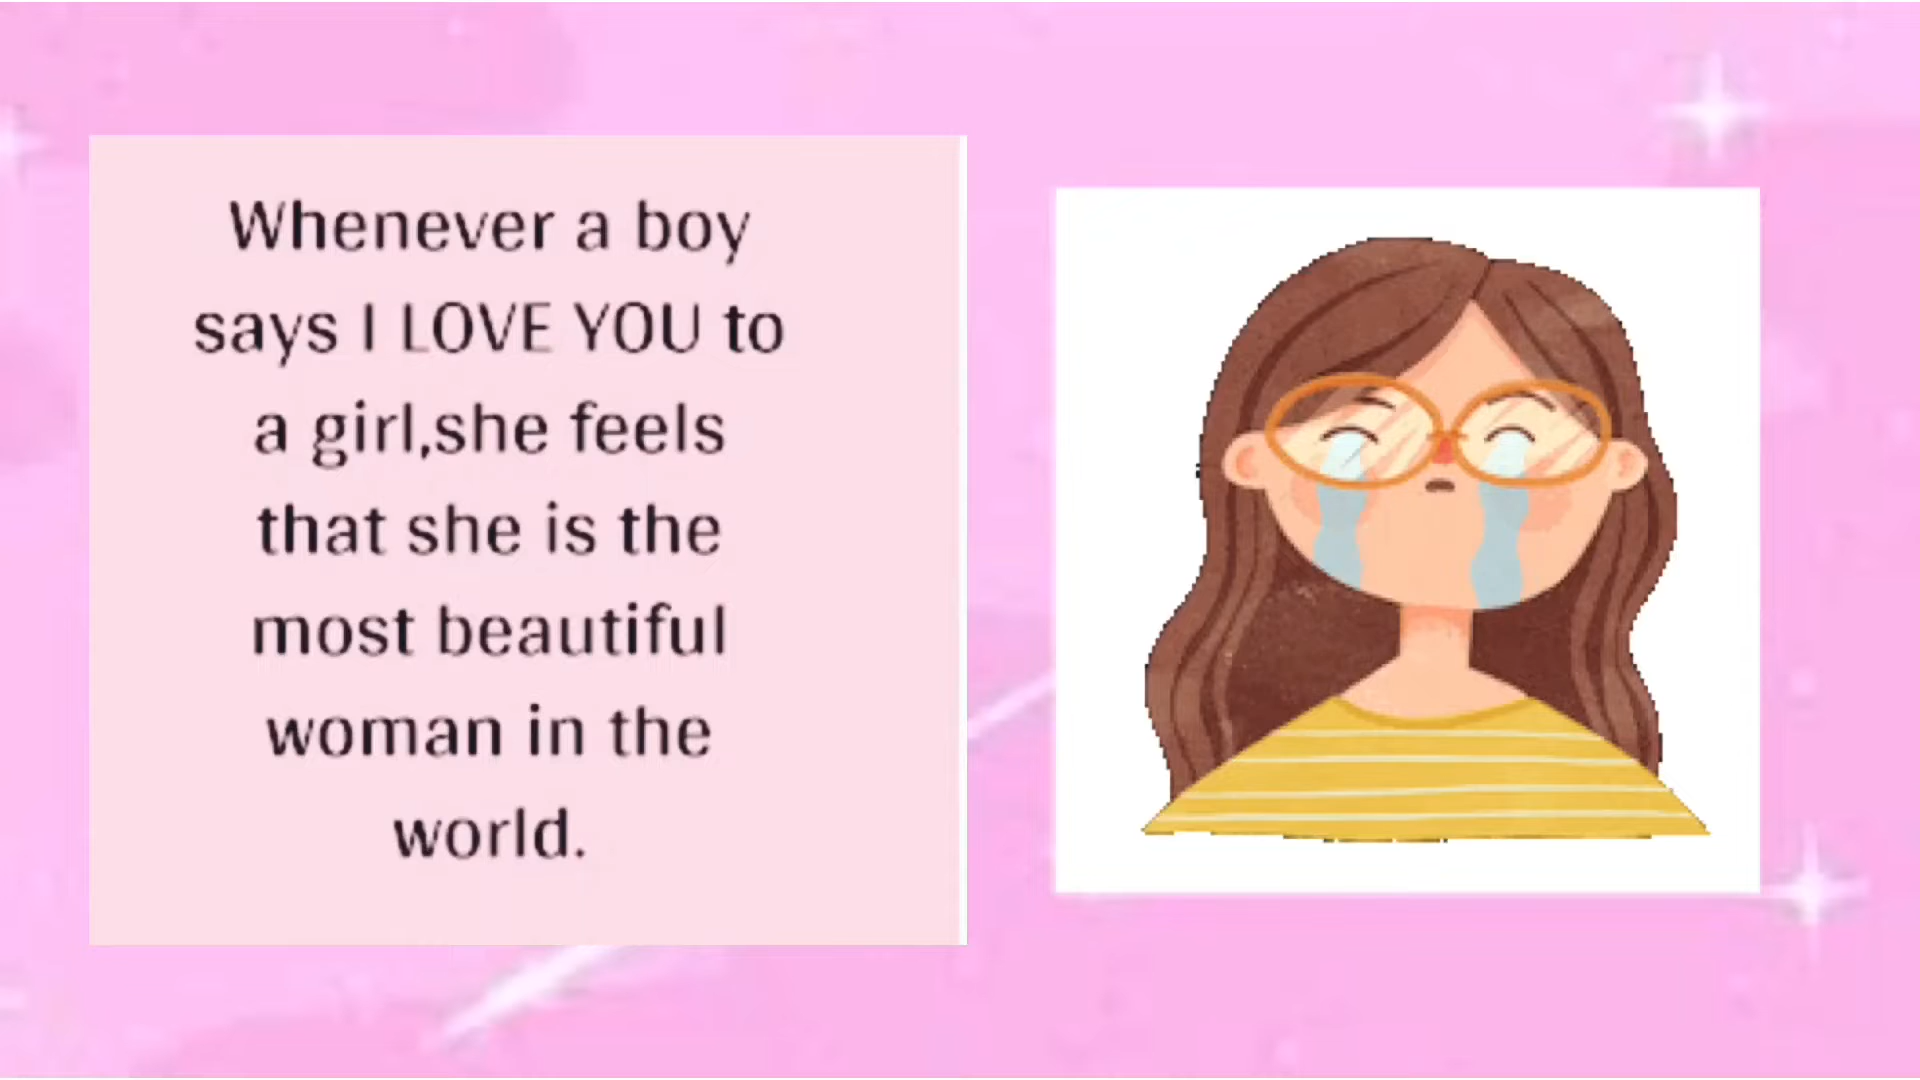 Whenever a boy
says I LOVE YOU to
a girl,she feels
that she is the
most beautiful
woman in the
world.